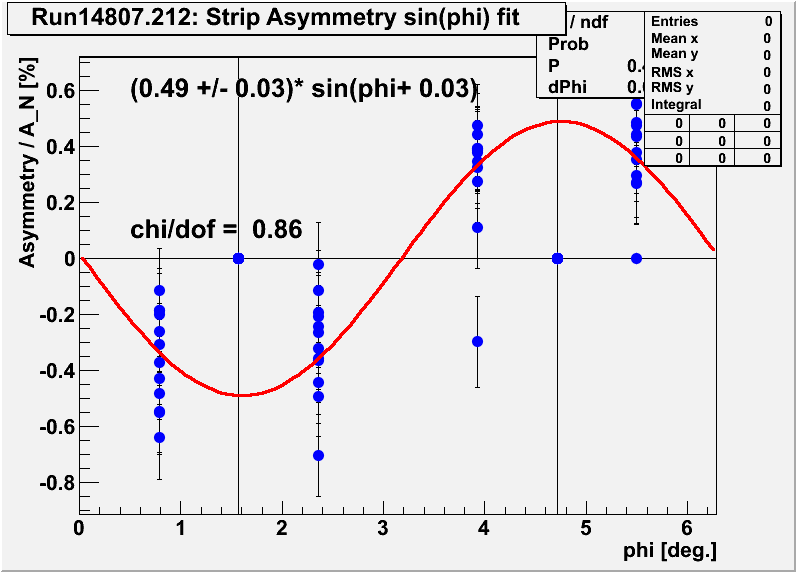 Run14807.212: Strip Asymmetry sin(phi) fit
/ ndf
Prob
P 0.
dPhi 0.
Entries 0
Mean x 0
Mean y 0
RMS x 0
RMS y 0
Integral 0
0 0 0
0 0 0
0 0 0
(0.49 +/- 0.03)* sin(phi+ 0.03)
chi/dof = 0.86
Asymmetry / A_N [%]
0.6
0.4
0.2
0
-0.2
-0.4
-0.6
-0.8
0 1 2 3 4 5 6
phi [deg.]